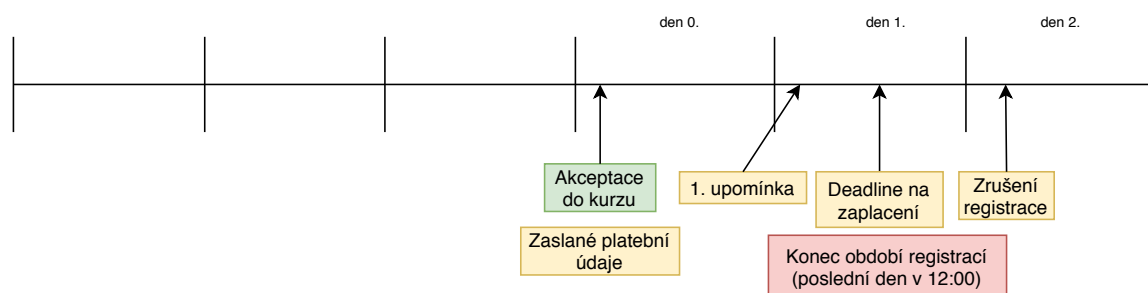 den 0.
den 1.
den 2.
Akceptace
do kurzu
1. upomínka
Deadline na
zaplacení
Zrušení
registrace
Zaslané platební
údaje
Konec období registrací
(poslední den v 12:00)